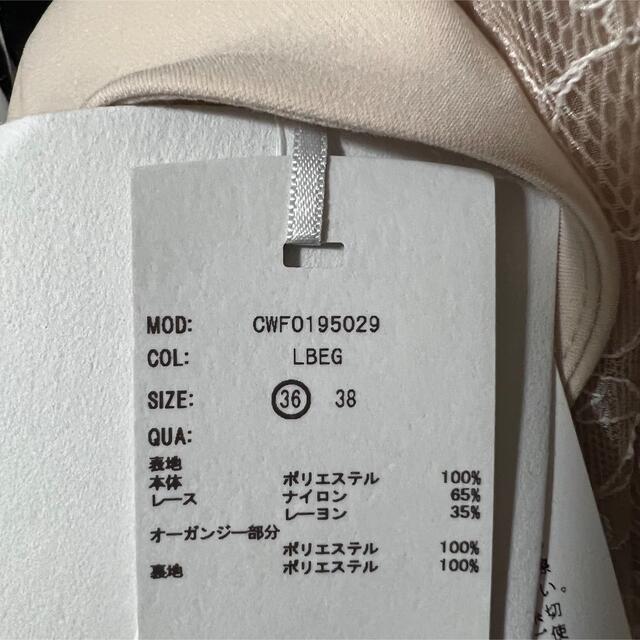 MOD: CWF0195029
COL: LBEG
SIZE: 36 38
QUA:
表地
本体 ポリエステル 100%
レース ナイロン 65%
レーヨン 35%
オーガンジー部分
ポリエステル 100%
裏地 ポリエステル 100%